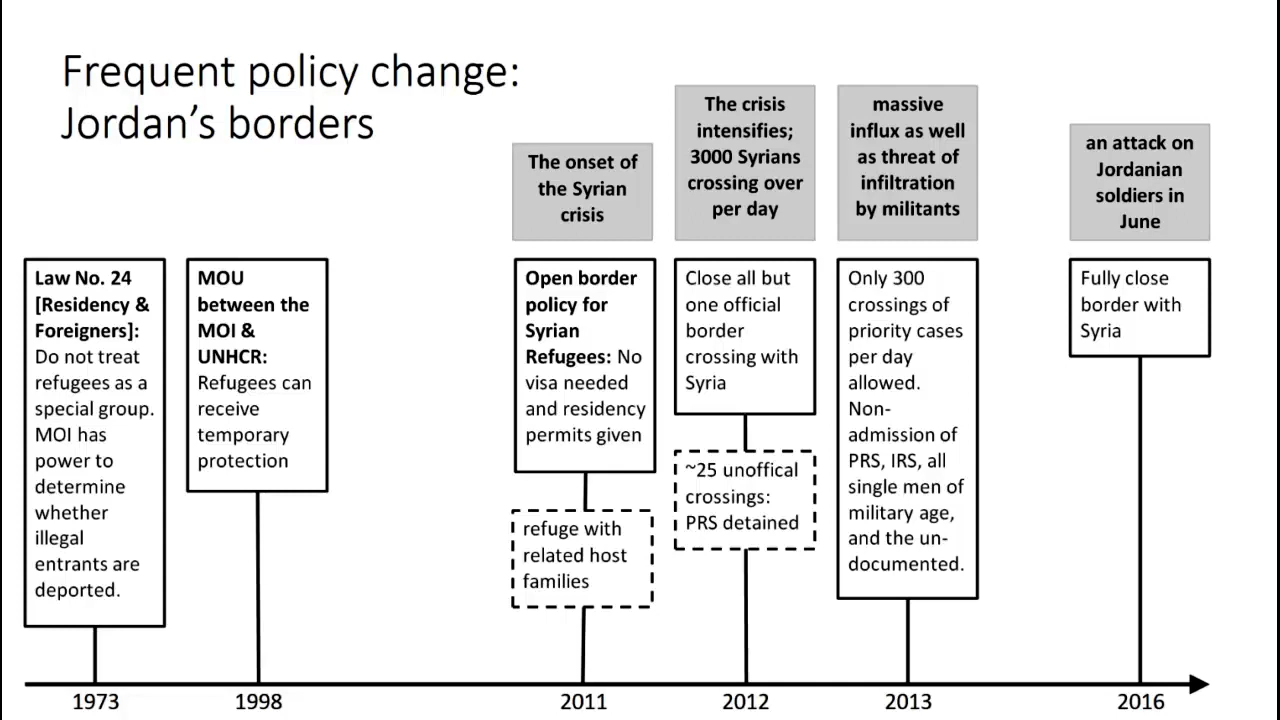 Frequent policy change:
Jordan's borders
Law No. 24
[Residency &
Foreigners]:
Do not treat
refugees as a
special group.
MOI has
power to
determine
whether
illegal
entrants are
deported.
1973
MOU
between the
MOI &
UNHCR:
Refugees can
receive
temporary
protection
1998
The onset of
the Syrian
crisis
Open border
policy for
Syrian
Refugees: No
visa needed
and residency
permits given
refuge with
related host
families
2011
The crisis
intensifies;
3000 Syrians
crossing over
per day
Close all but
one official
border
crossing with
Syria
~25 unoffical
crossings:
PRS detained
2012
massive
influx as well
as threat of
infiltration
by militants
Only 300
crossings of
priority cases
per day
allowed.
Non-
admission of
PRS, IRS, all
single men of
military age,
and the un-
documented.
2013
an attack on
Jordanian
soldiers in
June
Fully close
border with
Syria
2016